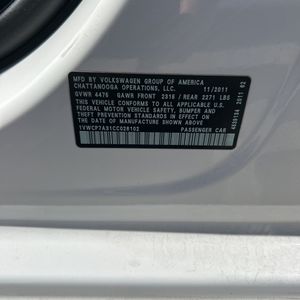 MFD. BY VOLKSWAGEN GROUP OF AMERICA
CHATTANOOGA OPERATIONS, LLC. 11/2011
GVWR 4476 GAWR FRONT 2316 / REAR 2271 LBS
THIS VEHICLE CONFORMS TO ALL APPLICABLE
FEDERAL MOTOR VEHICLE SAFETY, BUMPER, AND
THEFT PREVENTION STANDARDS IN EFFECT ON THE
DATE OF MANUFACTURE SHOWN ABOVE.
1VWCP7A31CC028102 PASSENGER CAR
2011 02